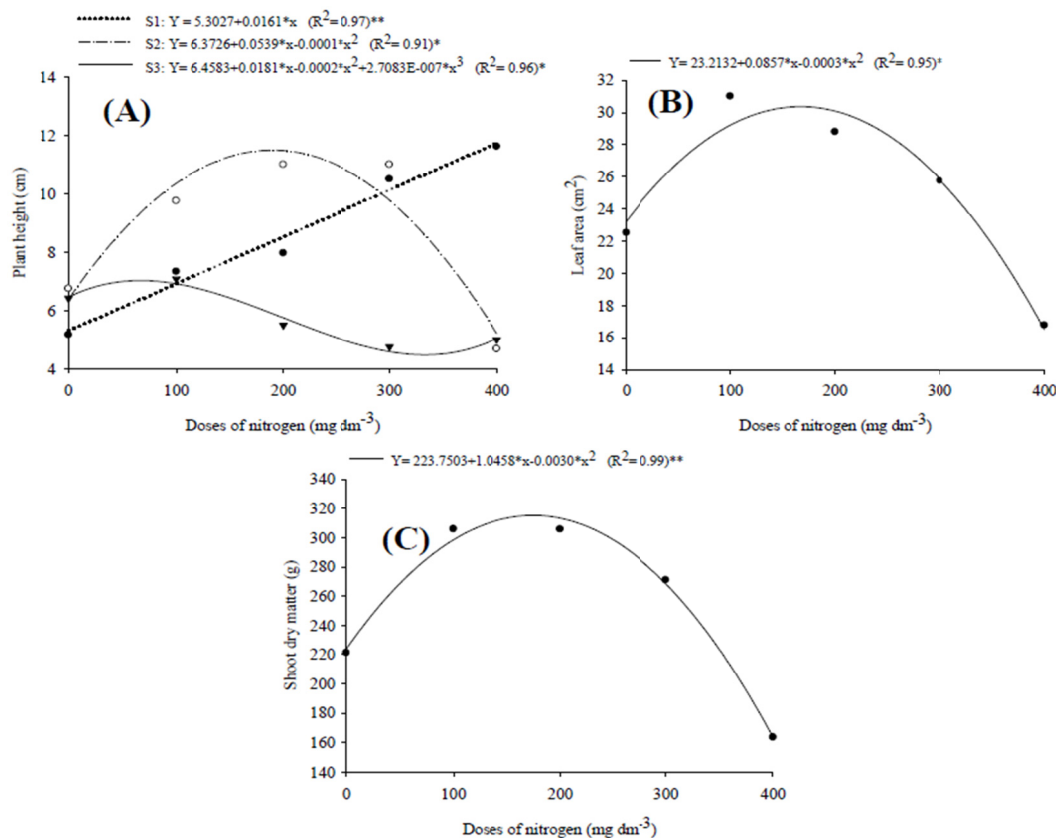 S1: Y = 5.3027+0.0161*x (R²=0.97)**
S2: Y=6.3726+0.0539*x-0.0001*x² (R²=0.91)*
S3: Y=6.4583+0.0181*x-0.0002*x²+2.7083E-007*x³ (R²=0.96)*
14
12
10
8
6
4
Plant height (cm)
(A)
0 100 200 300 400
Doses of nitrogen (mg dm⁻³)
Y= 23.2132+0.0857*x-0.0003*x² (R²=0.95)*
32
30
28
26
24
22
20
18
16
14
Leaf area (cm²)
(B)
0 100 200 300 400
Doses of nitrogen (mg dm⁻³)
Y= 223.7503+1.0458*x-0.0030*x² (R²=0.99)**
340
320
300
280
260
240
220
200
180
160
140
Shoot dry matter (g)
(C)
0 100 200 300 400
Doses of nitrogen (mg dm⁻³)